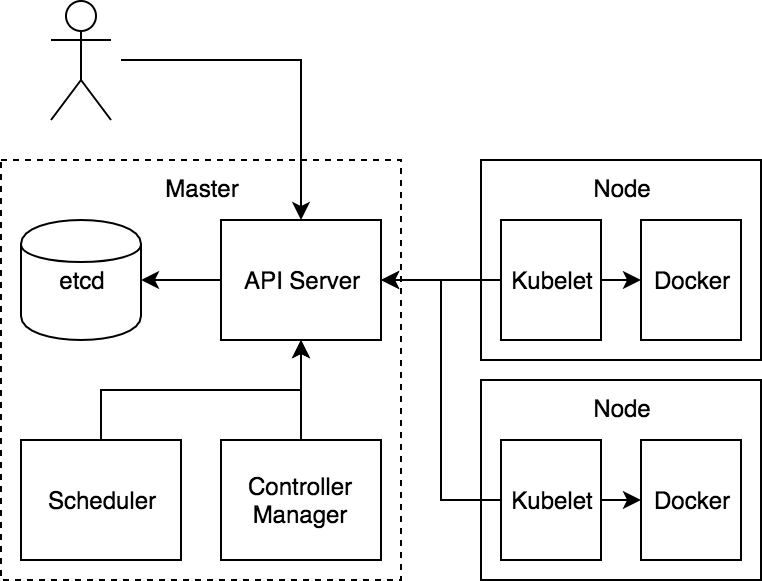 Master
Node
etcd
API Server
Kubelet
Docker
Node
Scheduler
Controller
Manager
Kubelet
Docker